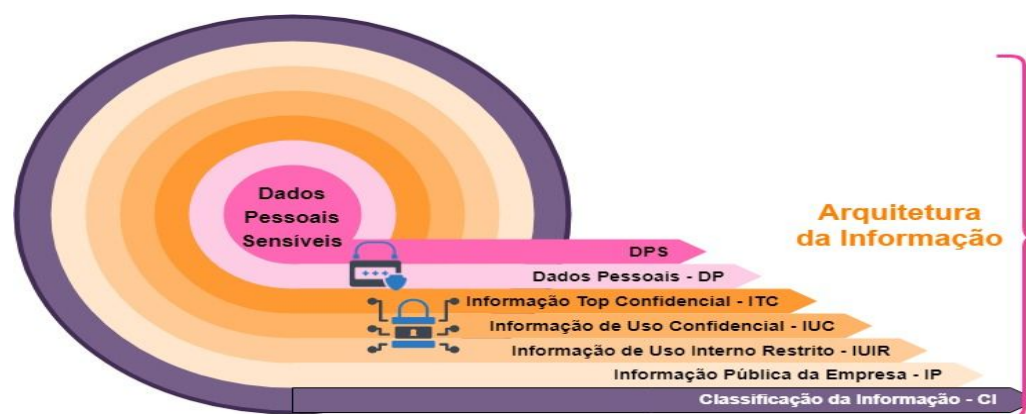 Dados
Pessoais
Sensíveis
Arquitetura
da Informação
DPS
Dados Pessoais - DP
Informação Top Confidencial - ITC
Informação de Uso Confidencial - IUC
Informação de Uso Interno Restrito - IUIR
Informação Pública da Empresa - IP
Classificação da Informação - CI